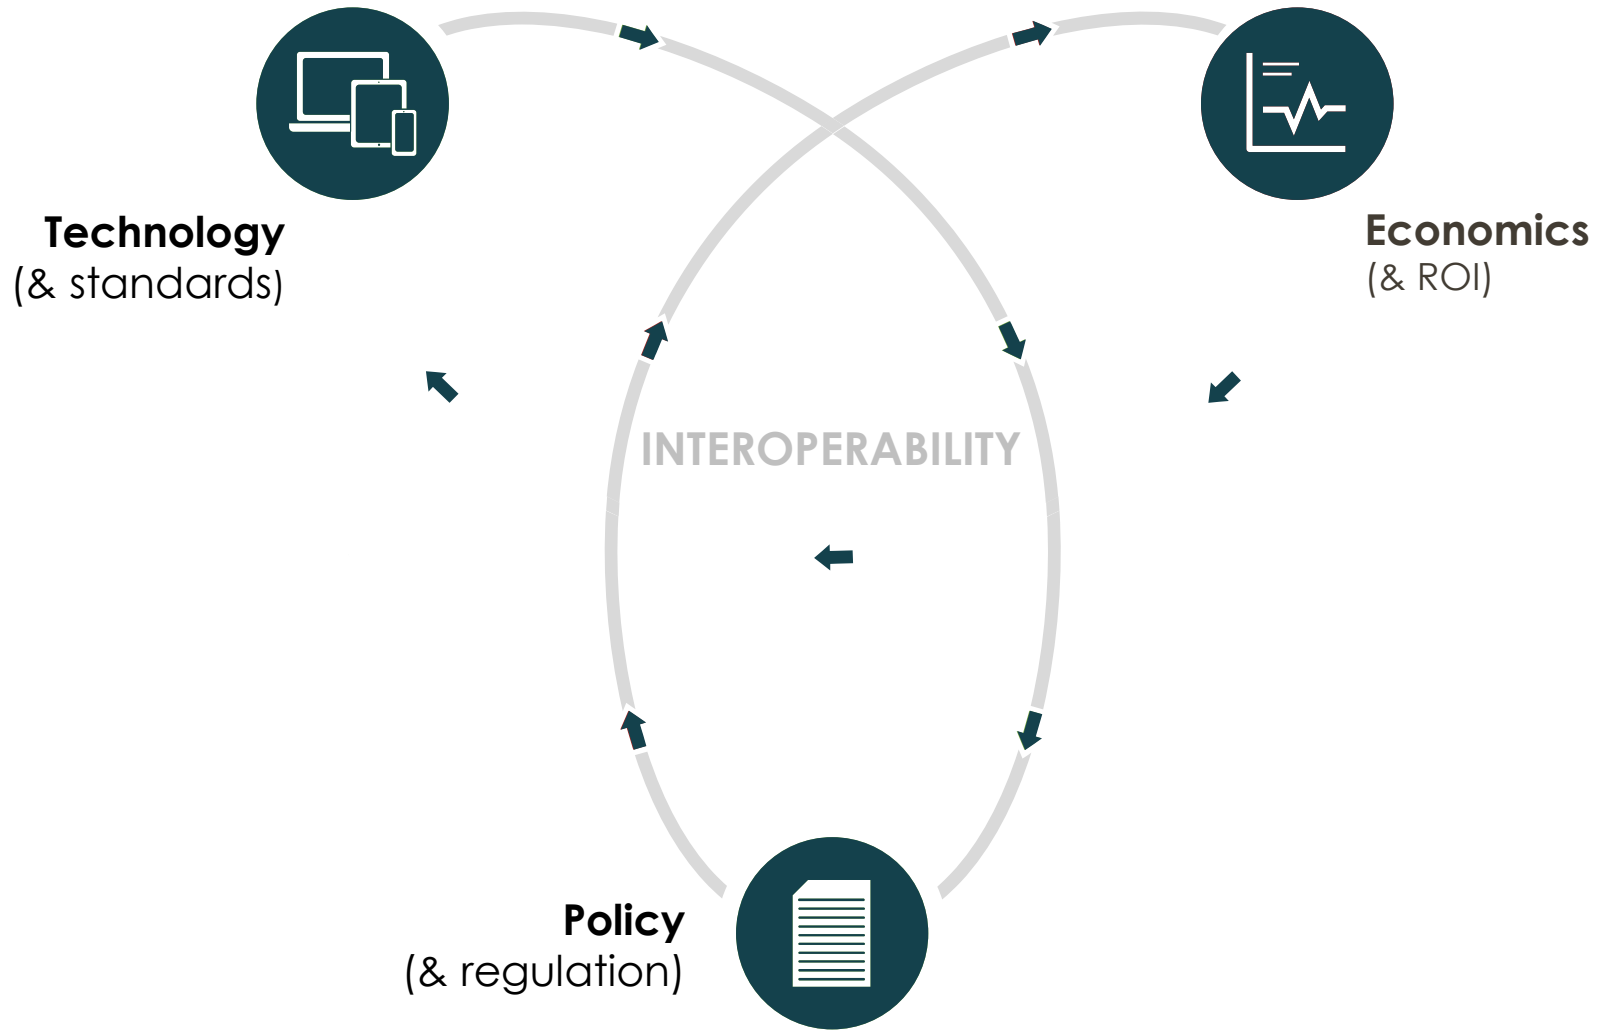 Technology
(& standards)
Economics
(& ROI)
INTEROPERABILITY
Policy
(& regulation)